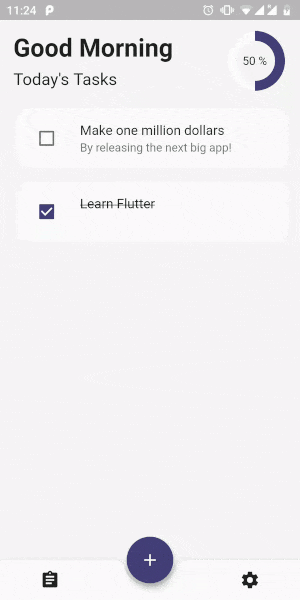 11:24
Good Morning
50 %
Today's Tasks
Make one million dollars
By releasing the next big app!
Learn Flutter